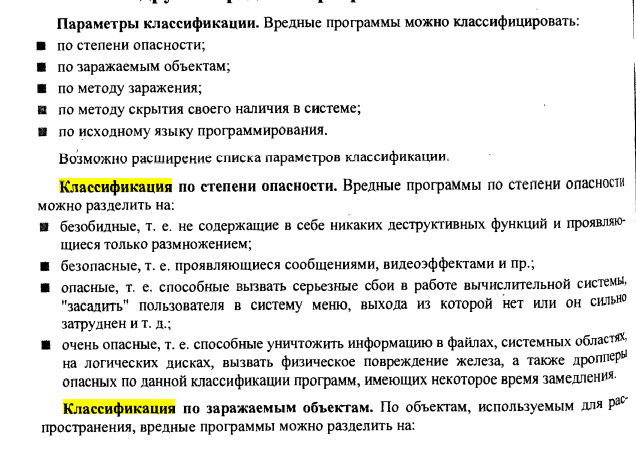 Параметры классификации. Вредные программы можно классифицировать:
■ по степени опасности;
■ по заражаемым объектам;
■ по методу заражения;
■ по методу скрытия своего наличия в системе;
■ по исходному языку программирования.
Возможно расширение списка параметров классификации.
Классификация по степени опасности. Вредные программы по степени опасности
можно разделить на:
■ безобидные, т. е. не содержащие в себе никаких деструктивных функций и проявляю-
щиеся только размножением;
■ безопасные, т. е. проявляющиеся сообщениями, видеоэффектами и пр.;
■ опасные, т. е. способные вызвать серьезные сбои в работе вычислительной системы,
"засадить" пользователя в систему меню, выхода из которой нет или он сильно
затруднен и т. д.;
■ очень опасные, т. е. способные уничтожить информацию в файлах, системных областях,
на логических дисках, вызвать физическое повреждение железа, а также дропперы
опасных по данной классификации программ, имеющих некоторое время замедления.
Классификация по заражаемым объектам. По объектам, используемым для рас-
пространения, вредные программы можно разделить на: